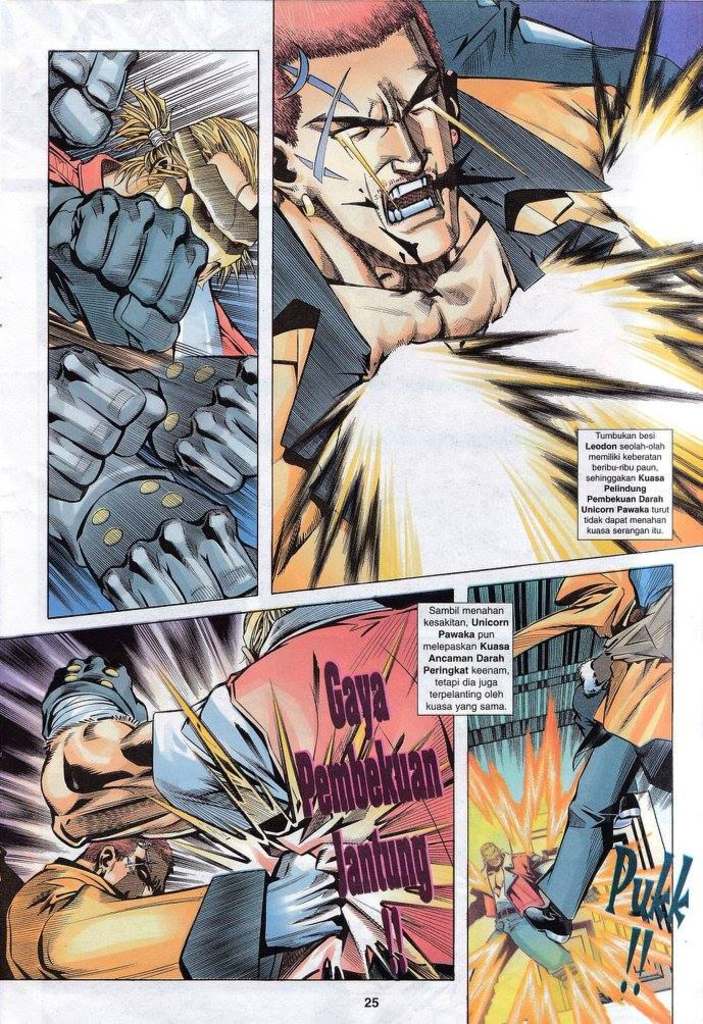 Tumbukan besi
Leodon seolah-olah
memiliki keberatan
beribu-ribu paun,
sehinggakan Kuasa
Pelindung
Pembekuan Darah
Unicorn Pawaka turut
tidak dapat menahan
kuasa serangan itu.
Sambil menahan
kesakitan, Unicorn
Pawaka pun
melepaskan Kuasa
Ancaman Darah
Peringkat keenam,
tetapi dia juga
terpelanting oleh
kuasa yang sama.
Gaya
Pembekuan
Jantung
!!
Pukk
!!
25